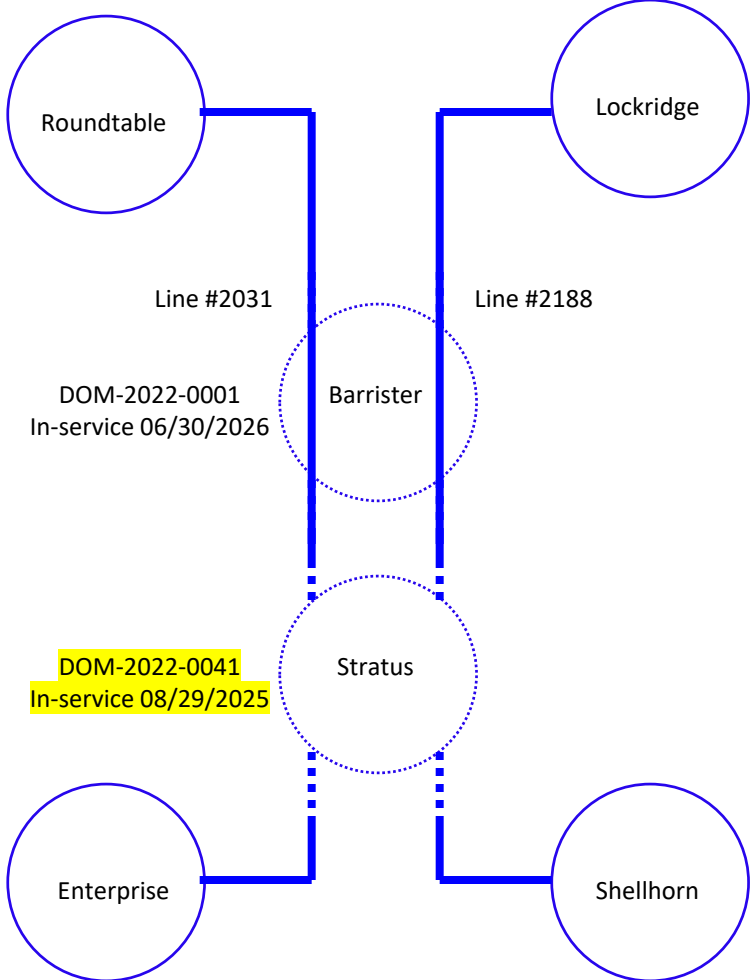 Roundtable
Lockridge
Line #2031
Line #2188
DOM-2022-0001
In-service 06/30/2026
Barrister
DOM-2022-0041
In-service 08/29/2025
Stratus
Enterprise
Shellhorn